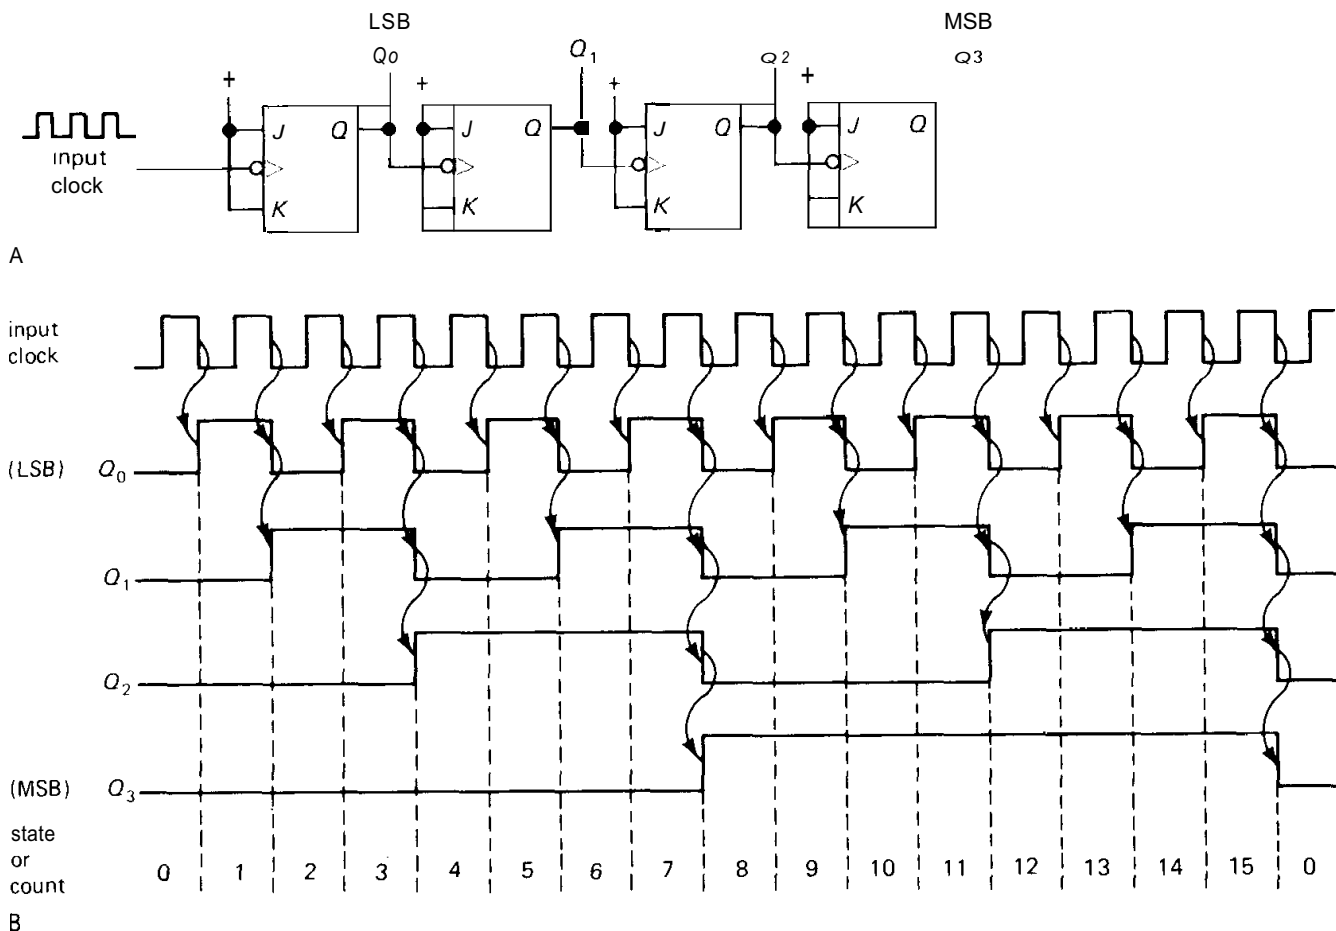 LSB MSB
Q0 Q1 Q2 Q3
+ + + +
J Q J Q J Q J Q
input
clock
K K K K
A
input
clock
(LSB) Q0
Q1
Q2
(MSB) Q3
state
or
count
0 1 2 3 4 5 6 7 8 9 10 11 12 13 14 15 0
B